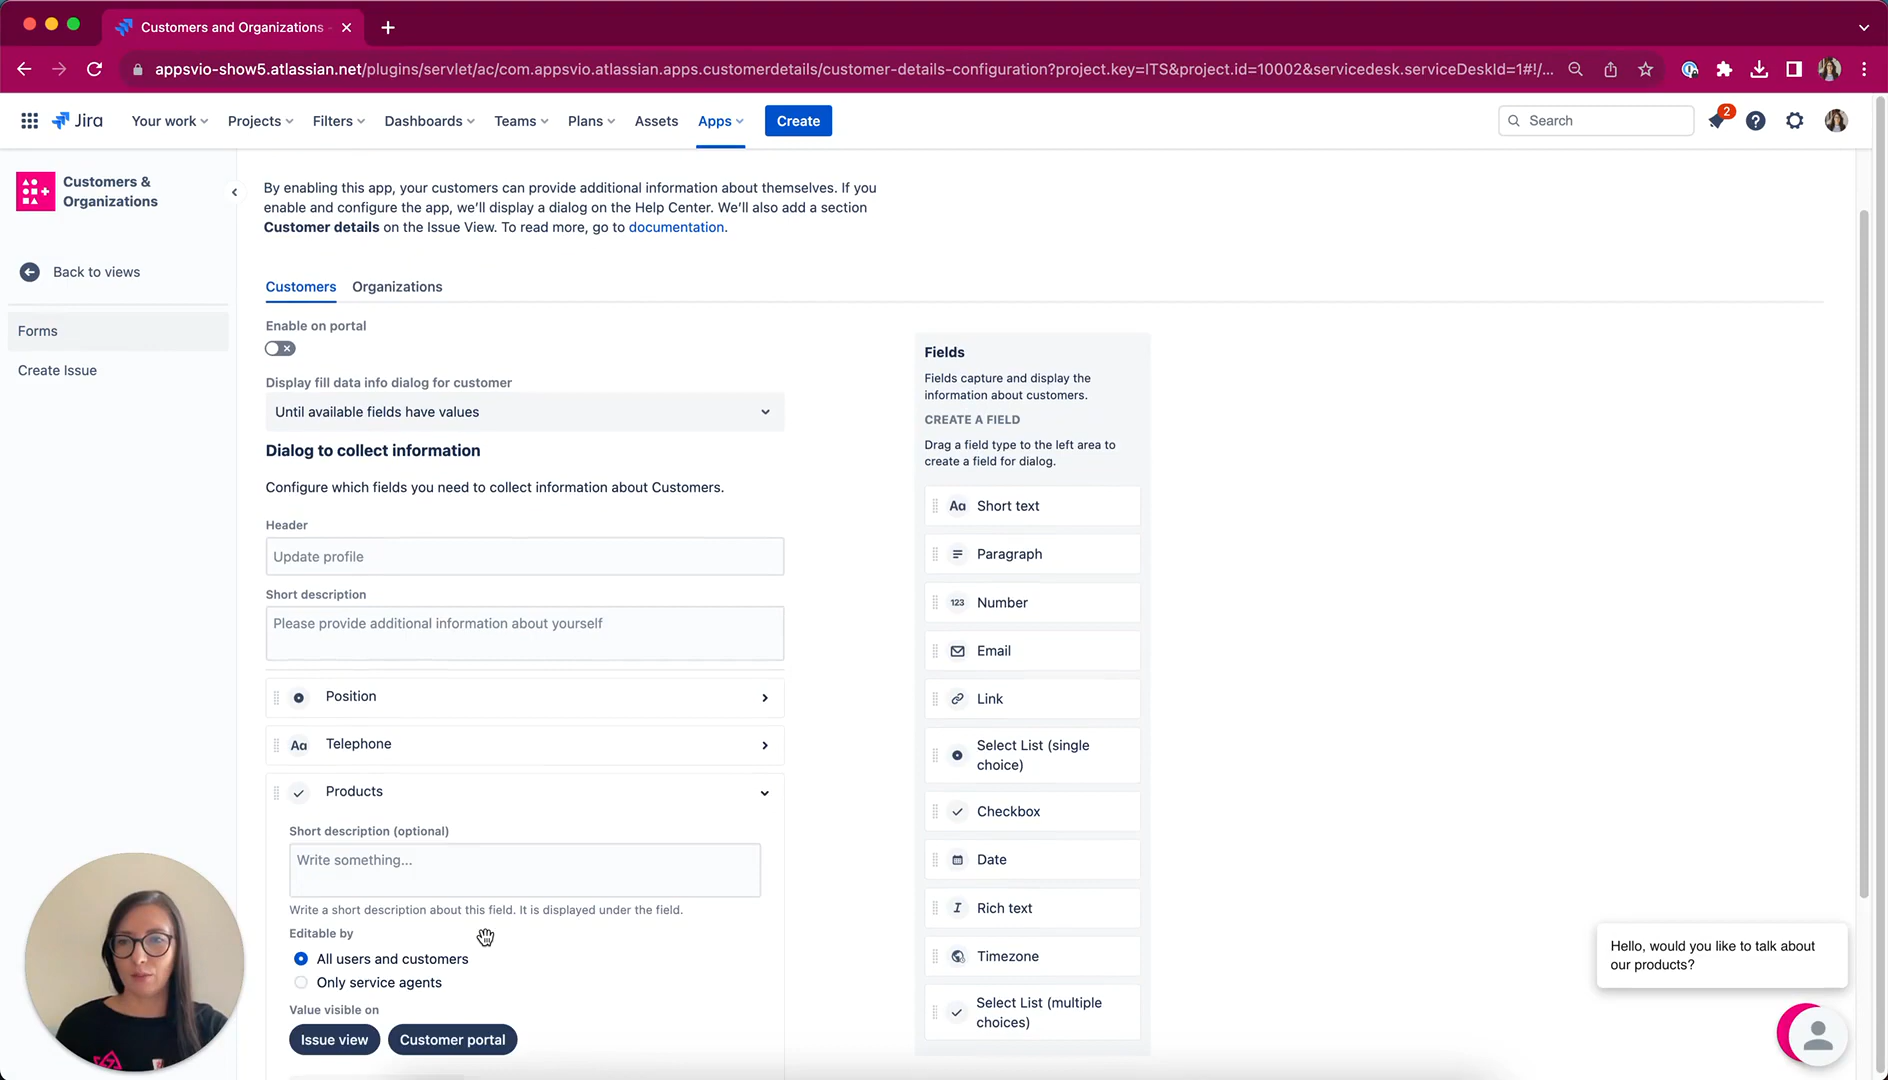 Customers and Organizations
appsvio-show5.atlassian.net/plugins/servlet/ac/com.appsvio.atlassian.apps.customerdetails/customer-details-configuration?project.key=ITS&project.id=10002&servicedesk.serviceDeskId=1#!/...
Jira
Your work
Projects
Filters
Dashboards
Teams
Plans
Assets
Apps
Create
Search
2
Customers &
Organizations
Back to views
Forms
Create Issue
By enabling this app, your customers can provide additional information about themselves. If you
enable and configure the app, we'll display a dialog on the Help Center. We'll also add a section
Customer details on the Issue View. To read more, go to documentation.
Customers
Organizations
Enable on portal
Display fill data info dialog for customer
Until available fields have values
Dialog to collect information
Configure which fields you need to collect information about Customers.
Header
Update profile
Short description
Please provide additional information about yourself
Position
Aa Telephone
Products
Short description (optional)
Write something...
Write a short description about this field. It is displayed under the field.
Editable by
All users and customers
Only service agents
Value visible on
Issue view
Customer portal
Fields
Fields capture and display the
information about customers.
CREATE A FIELD
Drag a field type to the left area to
create a field for dialog.
Aa Short text
Paragraph
123 Number
Email
Link
Select List (single
choice)
Checkbox
Date
I Rich text
Timezone
Select List (multiple
choices)
Hello, would you like to talk about
our products?